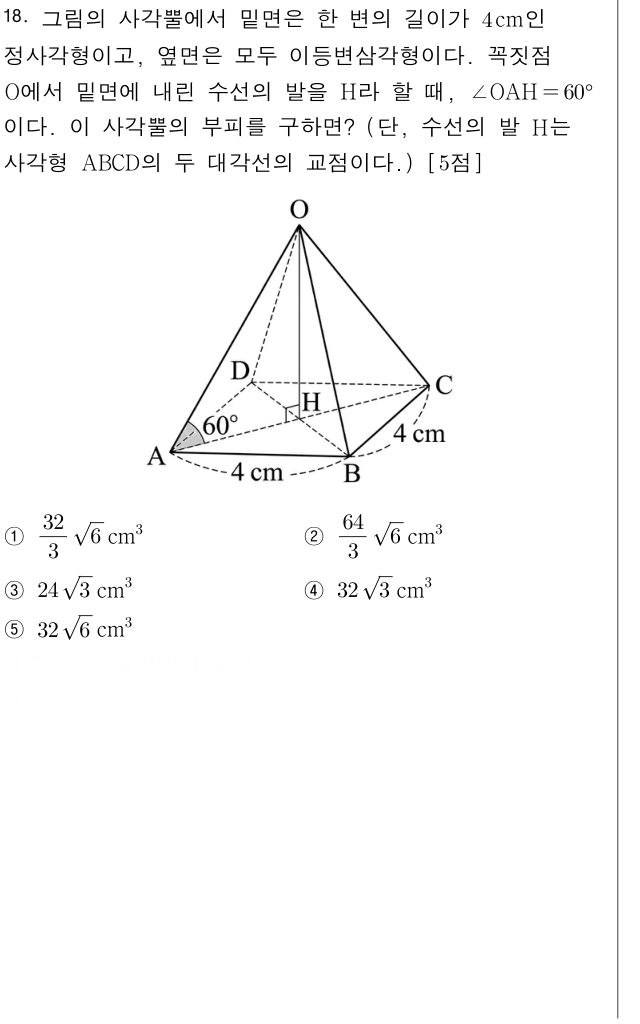 18. 그림의 사각뿔에서 밑면은 한 변의 길이가 4cm인
정사각형이고, 옆면은 모두 이등변삼각형이다. 꼭짓점
O에서 밑면에 내린 수선의 발을 H라 할 때, ∠OAH=60°
이다. 이 사각뿔의 부피를 구하면? (단, 수선의 발 H는
사각형 ABCD의 두 대각선의 교점이다.) [5점]
O
D
C
H
60°
4 cm
A
4 cm
B
① 32/3 √6 cm³ ② 64/3 √6 cm³
③ 24√3 cm³ ④ 32√3 cm³
⑤ 32√6 cm³